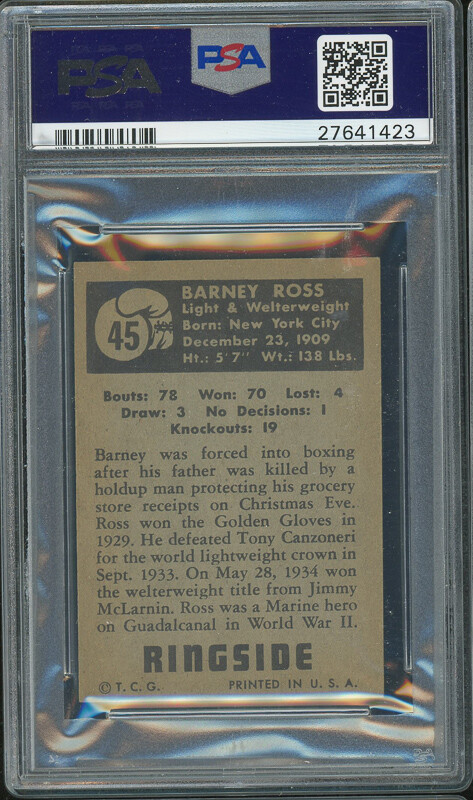 PSA
PSA
27641423
45
BARNEY ROSS
Light & Welterweight
Born: New York City
December 23, 1909
Ht.: 5'7" Wt.: 138 Lbs.
Bouts: 78 Won: 70 Lost: 4
Draw: 3 No Decisions: 1
Knockouts: 19
Barney was forced into boxing
after his father was killed by a
holdup man protecting his grocery
store receipts on Christmas Eve.
Ross won the Golden Gloves in
1929. He defeated Tony Canzoneri
for the world lightweight crown in
Sept. 1933. On May 28, 1934 won
the welterweight title from Jimmy
McLarnin. Ross was a Marine hero
on Guadalcanal in World War II.
RINGSIDE
© T. C. G. PRINTED IN U. S. A.